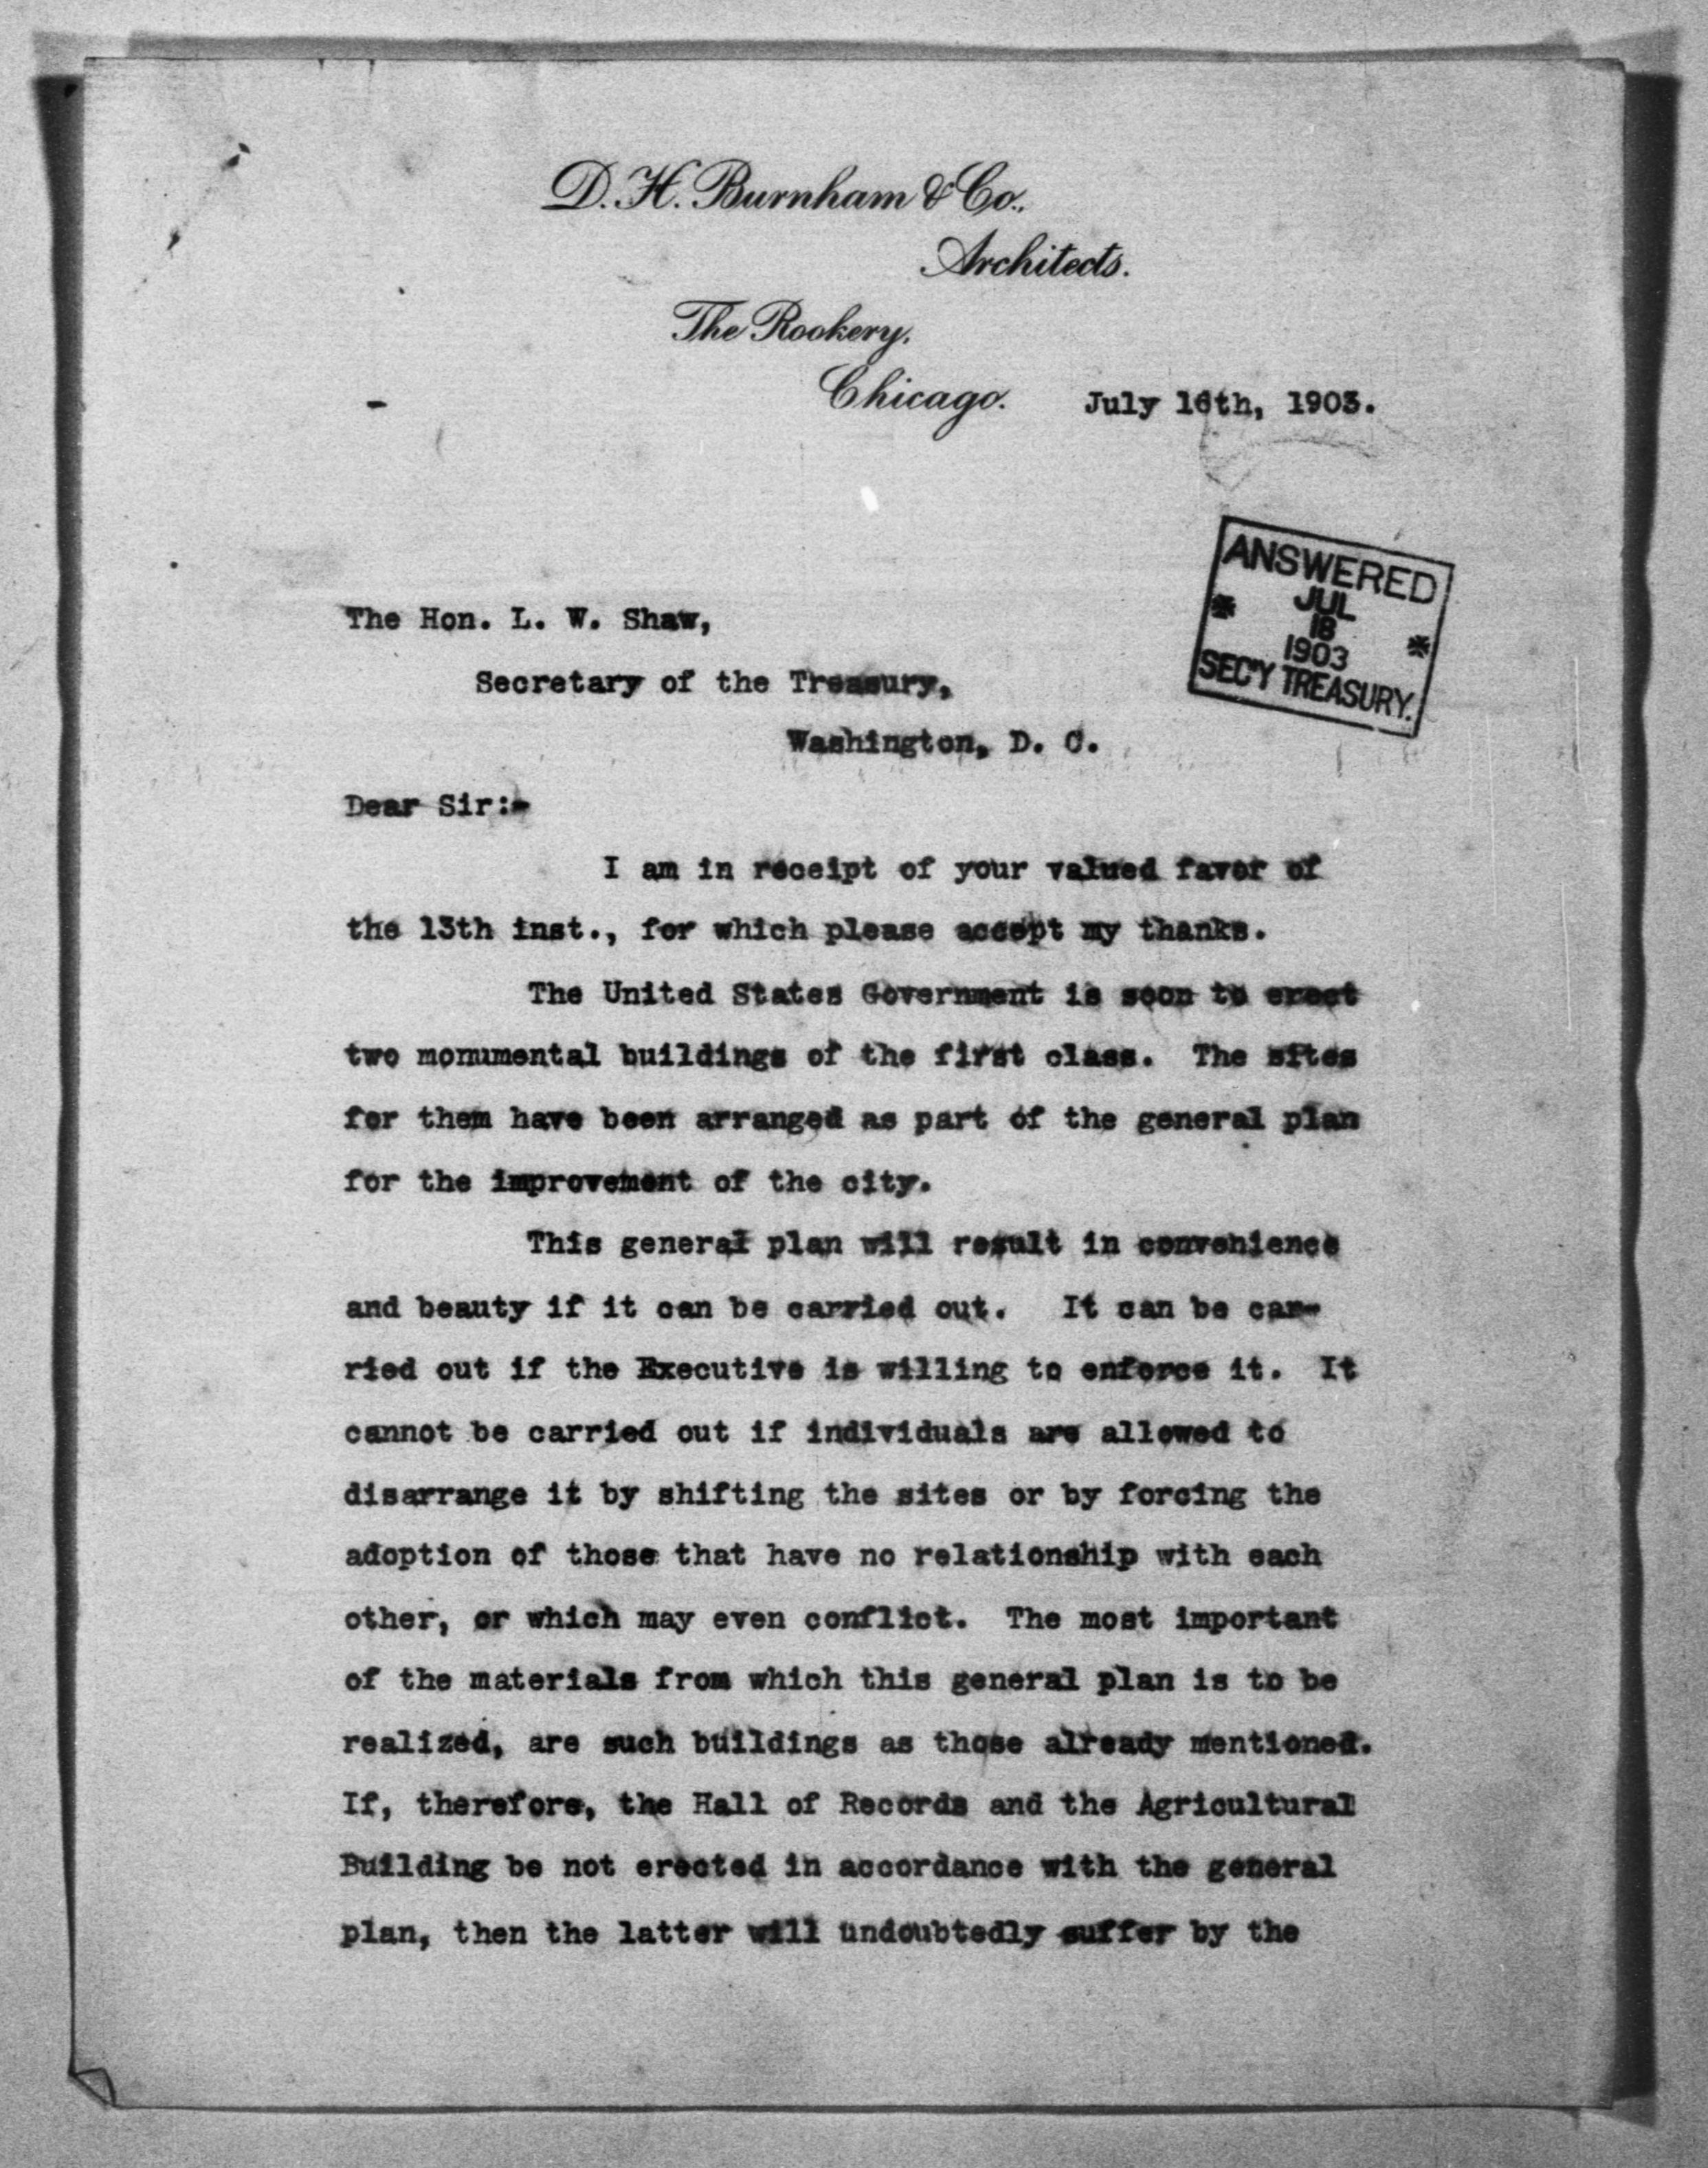 D. H. Burnham & Co.,
Architects.
The Rookery,
Chicago. July 16th, 1903.
ANSWERED
JUL
18
1903
SEC'Y TREASURY.
The Hon. L. W. Shaw,
Secretary of the Treasury,
Washington, D. C.
Dear Sir:-
I am in receipt of your valued favor of
the 13th inst., for which please accept my thanks.
The United States Government is soon to erect
two monumental buildings of the first class. The sites
for them have been arranged as part of the general plan
for the improvement of the city.
This general plan will result in convenience
and beauty if it can be carried out. It can be car-
ried out if the Executive is willing to enforce it. It
cannot be carried out if individuals are allowed to
disarrange it by shifting the sites or by forcing the
adoption of those that have no relationship with each
other, or which may even conflict. The most important
of the materials from which this general plan is to be
realized, are such buildings as those already mentioned.
If, therefore, the Hall of Records and the Agricultural
Building be not erected in accordance with the general
plan, then the latter will undoubtedly suffer by the